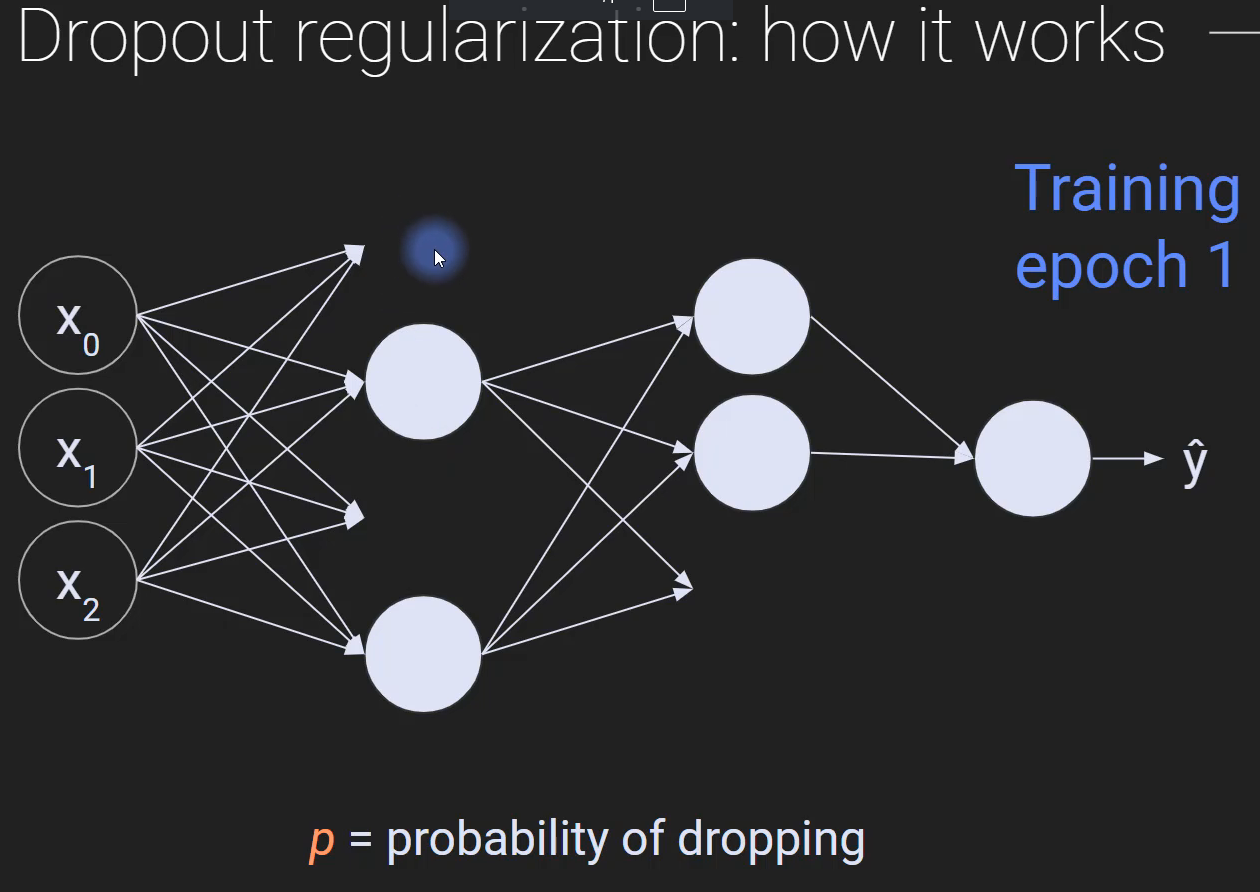 Dropout regularization: how it works
Training
epoch 1
x0
x1
x2
ŷ
p = probability of dropping